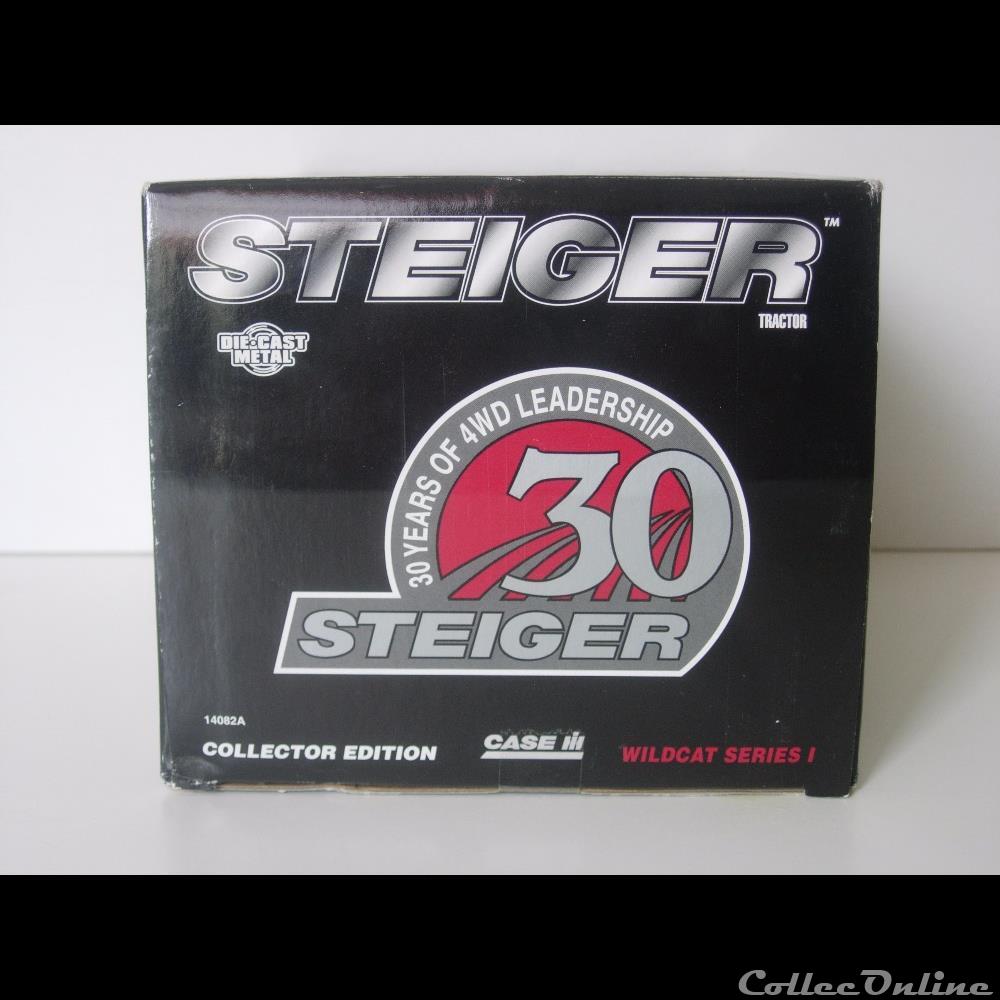 STEIGER™
TRACTOR
DIE-CAST
METAL
30 YEARS OF 4WD LEADERSHIP
30
STEIGER
14082A
COLLECTOR EDITION
CASE IH
WILDCAT SERIES I
CollecOnline